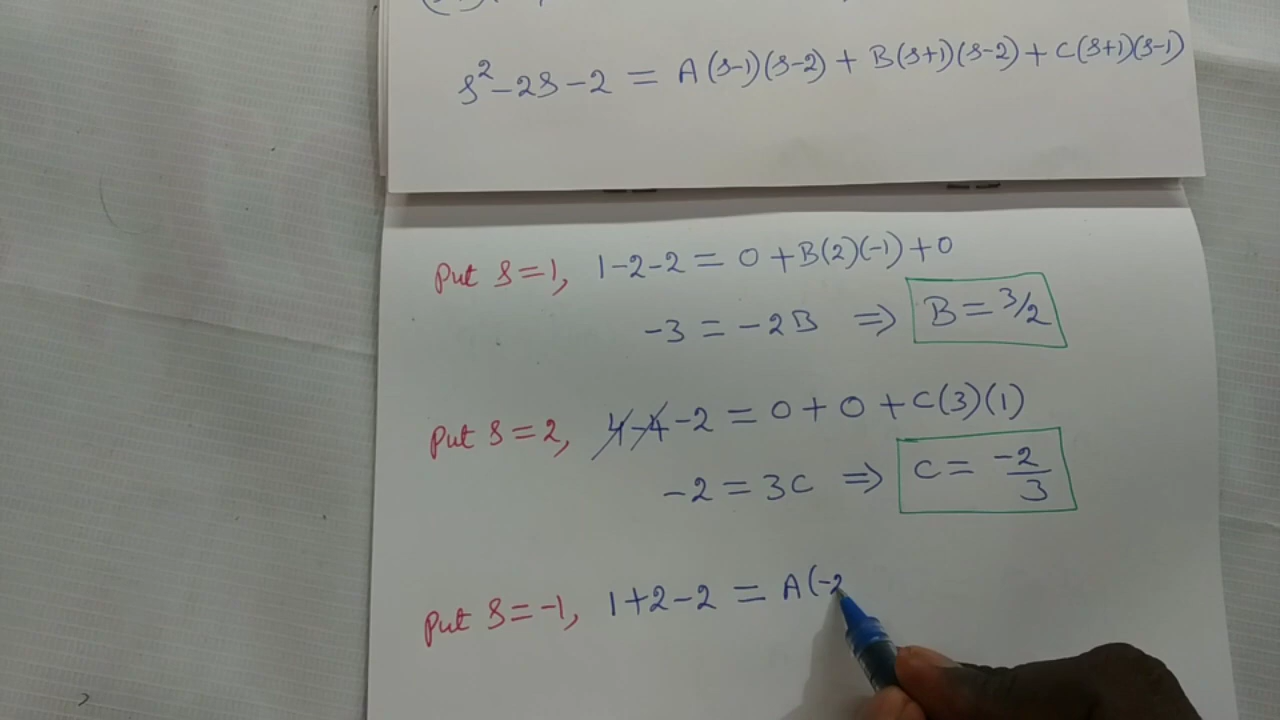 s² - 2s - 2 = A(s-1)(s-2) + B(s+1)(s-2) + C(s+1)(s-1)
Put s=1, 1-2-2 = 0 + B(2)(-1) + 0
-3 = -2B ⇒ B = 3/2
Put s=2, 4-4-2 = 0 + 0 + C(3)(1)
-2 = 3C ⇒ C = -2/3
Put s=-1, 1+2-2 = A(-2